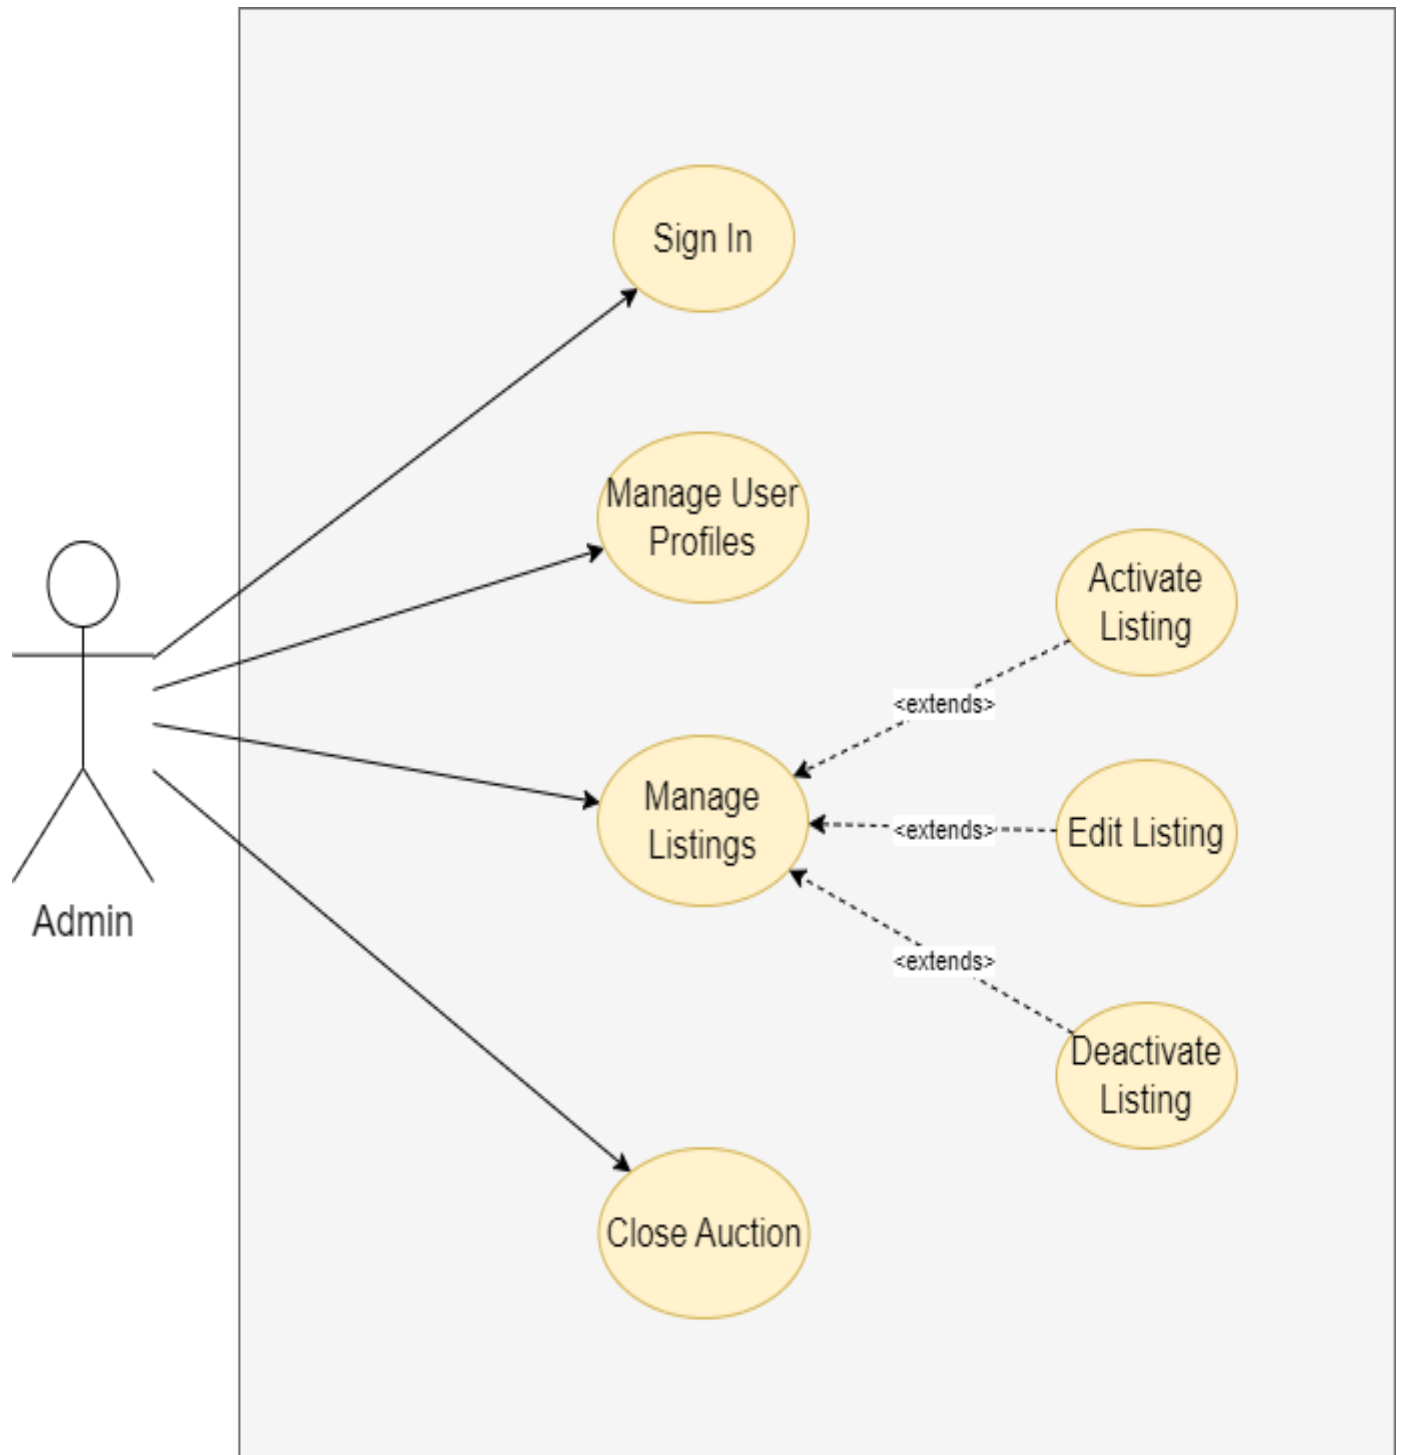 Sign In
Manage User
Profiles
Activate
Listing
<extends>
Manage
Listings
<extends>
Edit Listing
Admin
<extends>
Deactivate
Listing
Close Auction